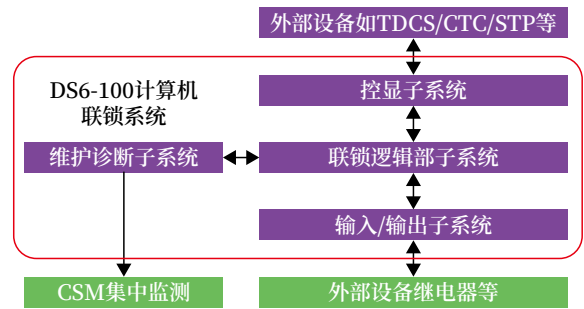 外部设备如TDCS/CTC/STP等
DS6-100计算机
联锁系统
控显子系统
维护诊断子系统
联锁逻辑部子系统
输入/输出子系统
CSM集中监测
外部设备继电器等